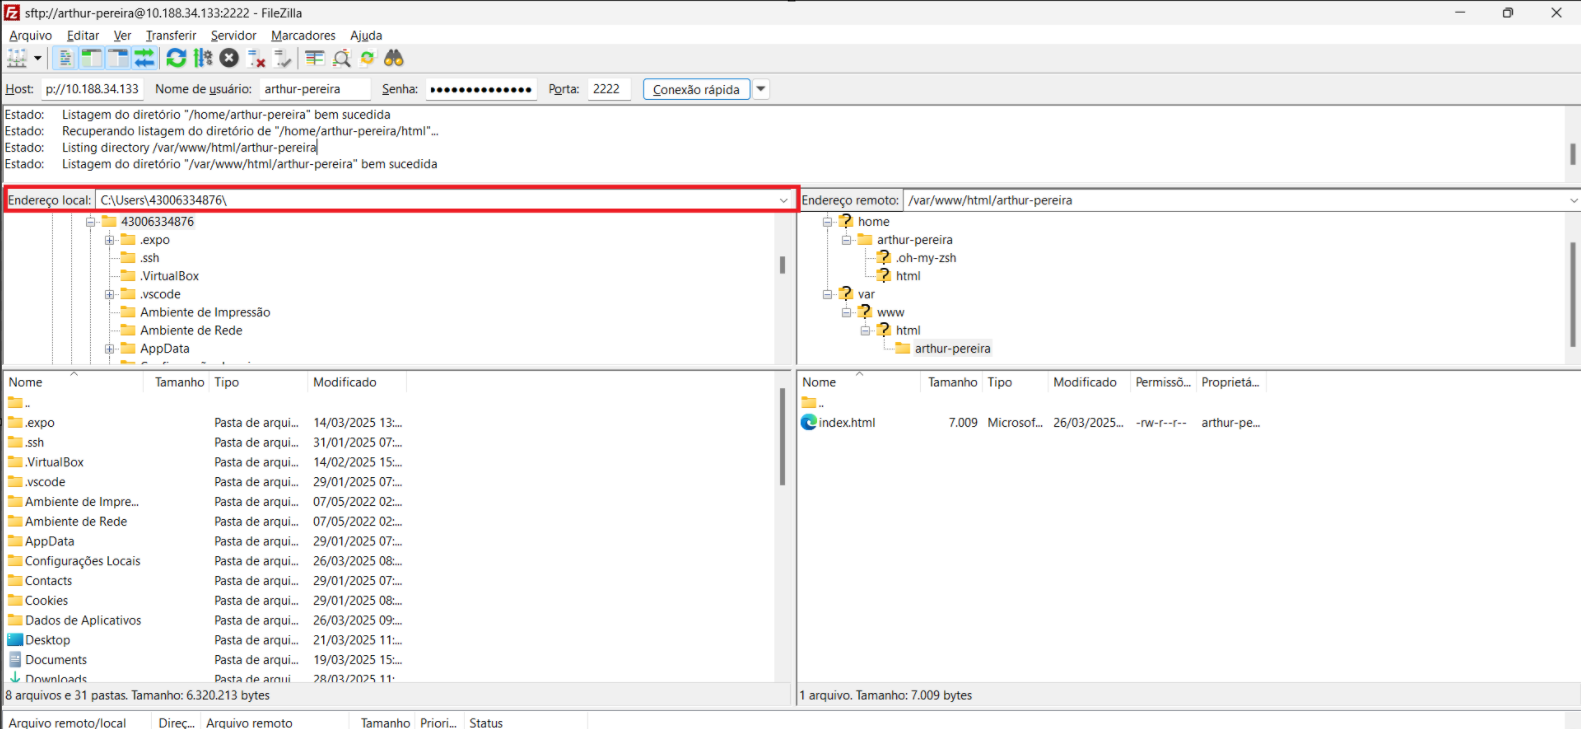 sftp://arthur-pereira@10.188.34.133:2222 - FileZilla
Arquivo Editar Ver Transferir Servidor Marcadores Ajuda
Host: p://10.188.34.133 Nome de usuário: arthur-pereira Senha: ●●●●●●●●●●●●●● Porta: 2222 Conexão rápida
Estado: Listagem do diretório "/home/arthur-pereira" bem sucedida
Estado: Recuperando listagem do diretório de "/home/arthur-pereira/html"...
Estado: Listing directory /var/www/html/arthur-pereira
Estado: Listagem do diretório "/var/www/html/arthur-pereira" bem sucedida
Endereço local: C:\Users\43006334876\
43006334876
.expo
.ssh
.VirtualBox
.vscode
Ambiente de Impressão
Ambiente de Rede
AppData
Nome Tamanho Tipo Modificado
..
.expo Pasta de arqui... 14/03/2025 13:...
.ssh Pasta de arqui... 31/01/2025 07:...
.VirtualBox Pasta de arqui... 14/02/2025 15:...
.vscode Pasta de arqui... 29/01/2025 07:...
Ambiente de Impre... Pasta de arqui... 07/05/2022 02:...
Ambiente de Rede Pasta de arqui... 07/05/2022 02:...
AppData Pasta de arqui... 29/01/2025 07:...
Configurações Locais Pasta de arqui... 26/03/2025 08:...
Contacts Pasta de arqui... 29/01/2025 07:...
Cookies Pasta de arqui... 29/01/2025 08:...
Dados de Aplicativos Pasta de arqui... 26/03/2025 09:...
Desktop Pasta de arqui... 21/03/2025 11:...
Documents Pasta de arqui... 19/03/2025 15:...
Downloads Pasta de arqui... 28/03/2025 11:...
8 arquivos e 31 pastas. Tamanho: 6.320.213 bytes
Endereço remoto: /var/www/html/arthur-pereira
home
arthur-pereira
.oh-my-zsh
html
var
www
html
arthur-pereira
Nome Tamanho Tipo Modificado Permissõ... Proprietá...
..
index.html 7.009 Microsof... 26/03/2025... -rw-r--r-- arthur-pe...
1 arquivo. Tamanho: 7.009 bytes
Arquivo remoto/local Direç... Arquivo remoto Tamanho Priori... Status